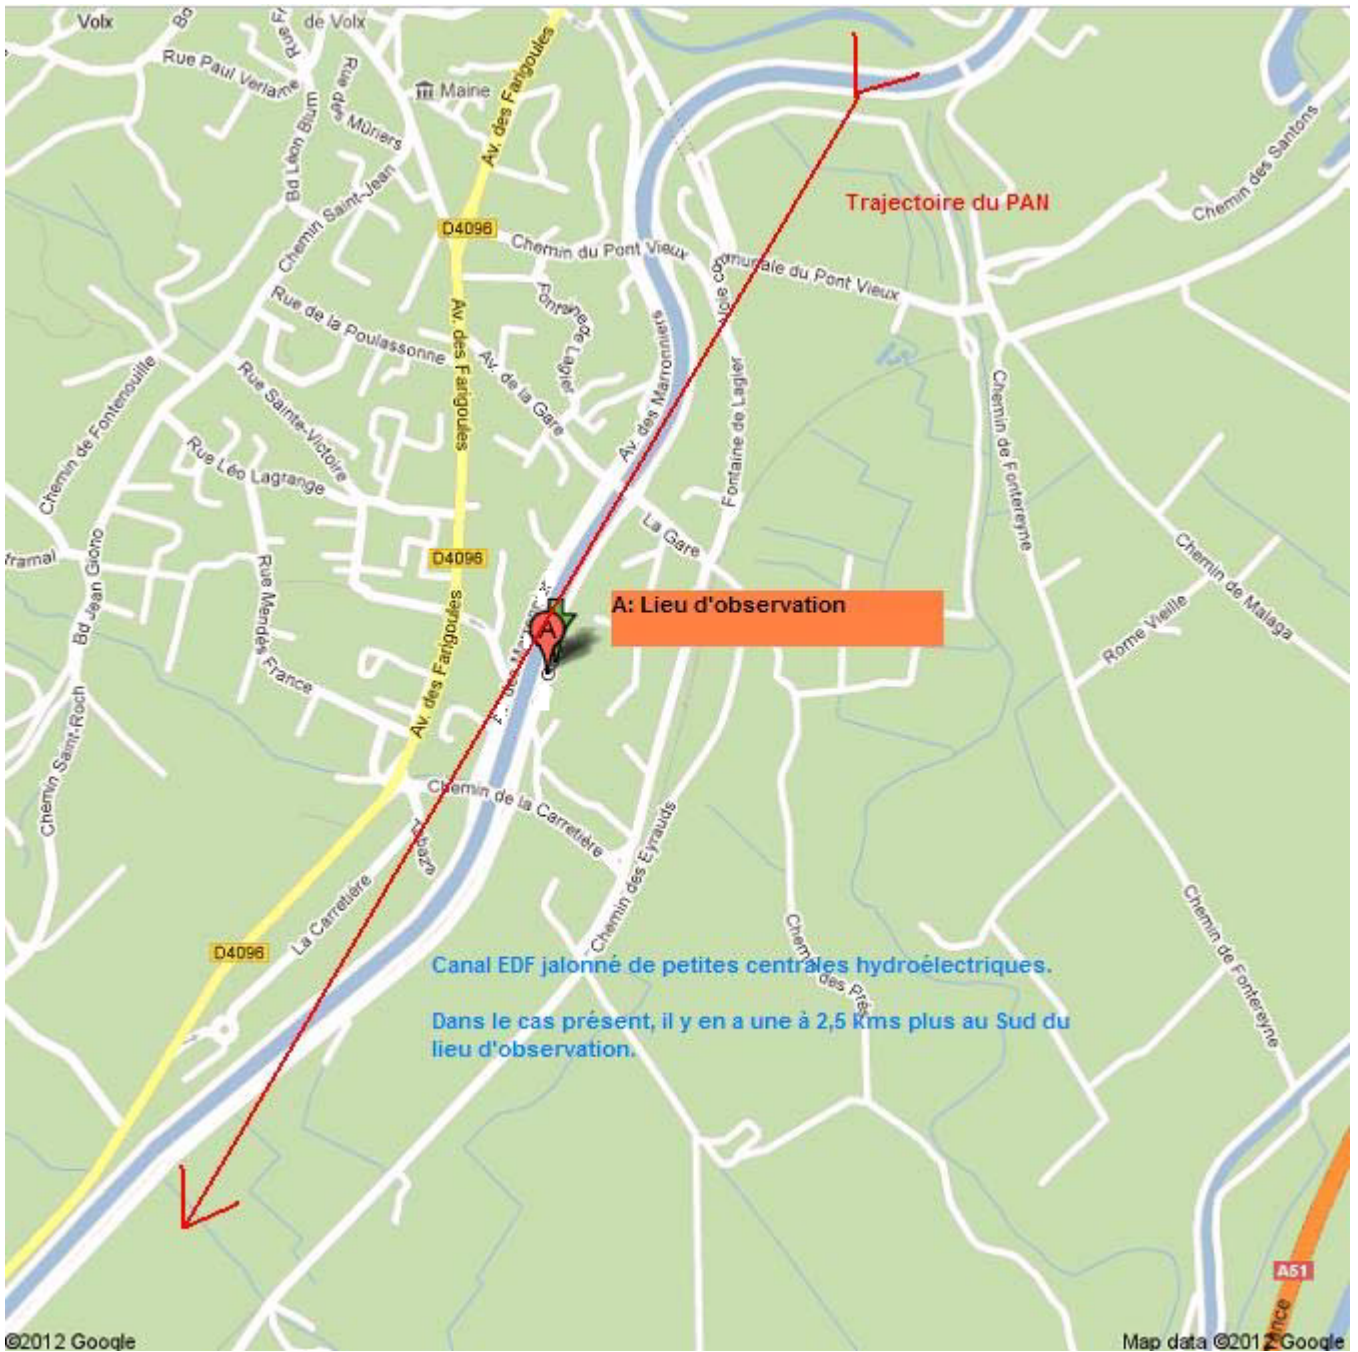 Volx
de Volx
Rue Paul Verlaine
Rue des Mûriers
Mairie
Av. des Farigoules
Bd Léon Blum
Chemin Saint-Jean
D4096
Chemin du Pont Vieux
Trajectoire du PAN
Chemin des Santons
munale du Pont Vieux
Rue de la Poulassonne
Av. des Farigoules
Fontaine de Lagier
Av. de la Gare
Av. des Marronniers
Fontaine de Lagier
Chemin de Fontereyne
Chemin de Fontenouille
Rue Sainte-Victoire
Rue Léo Lagrange
La Gare
Chemin de Malaga
Rome Vieille
D4096
framal
Bd Jean Giono
Rue Mendès France
Av. des Farigoules
A
A: Lieu d'observation
Chemin Saint-Roch
Chemin de la Carretière
Chemin des Eyrauds
La Carretière
D4096
Chemin des Prés
Chemin de Fontereyne
Canal EDF jalonné de petites centrales hydroélectriques.
Dans le cas présent, il y en a une à 2,5 kms plus au Sud du
lieu d'observation.
A51
©2012 Google
Map data ©2012 Google